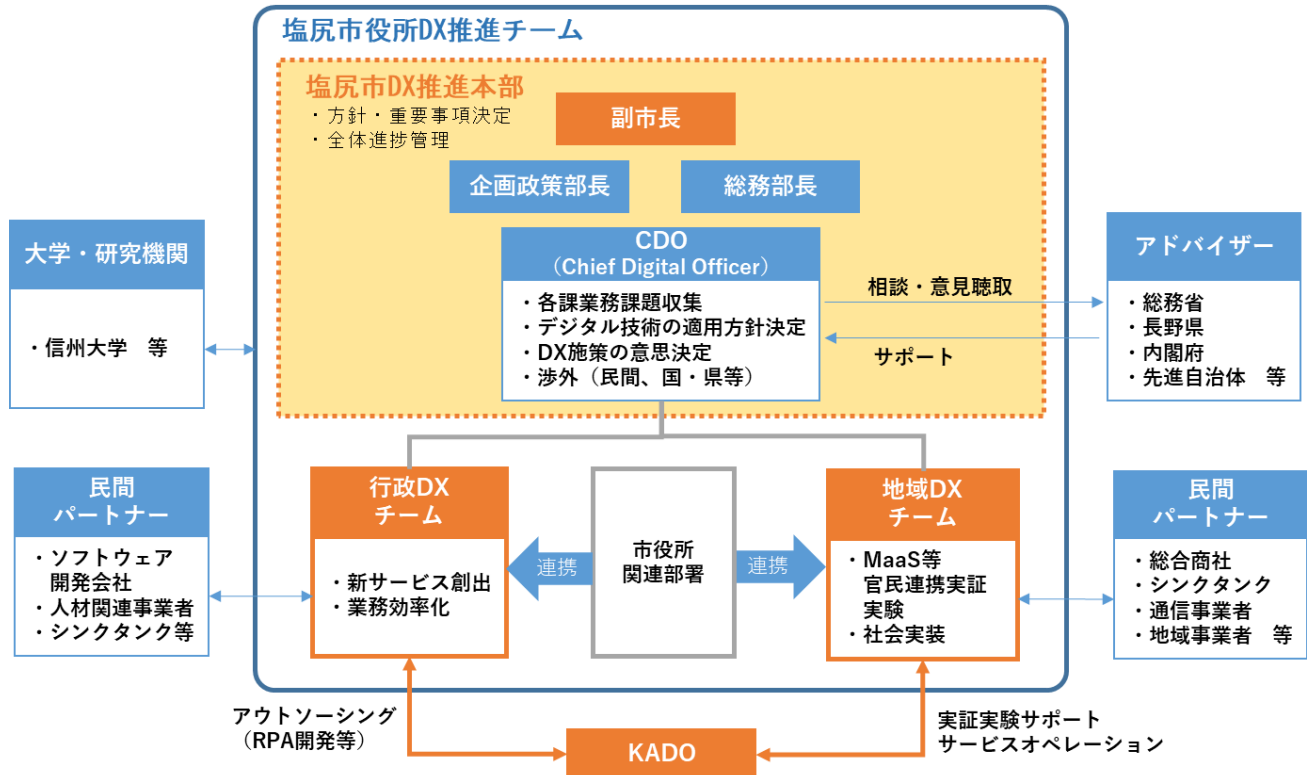 塩尻市役所DX推進チーム
塩尻市DX推進本部
・方針・重要事項決定
・全体進捗管理
副市長
企画政策部長
総務部長
CDO
（Chief Digital Officer）
・各課業務課題収集
・デジタル技術の適用方針決定
・DX施策の意思決定
・渉外（民間、国・県等）
大学・研究機関
・信州大学　等
相談・意見聴取
サポート
アドバイザー
・総務省
・長野県
・内閣府
・先進自治体　等
民間
パートナー
・ソフトウェア
開発会社
・人材関連事業者
・シンクタンク等
行政DX
チーム
・新サービス創出
・業務効率化
連携
市役所
関連部署
連携
地域DX
チーム
・MaaS等
官民連携実証
実験
・社会実装
民間
パートナー
・総合商社
・シンクタンク
・通信事業者
・地域事業者　等
アウトソーシング
（RPA開発等）
KADO
実証実験サポート
サービスオペレーション